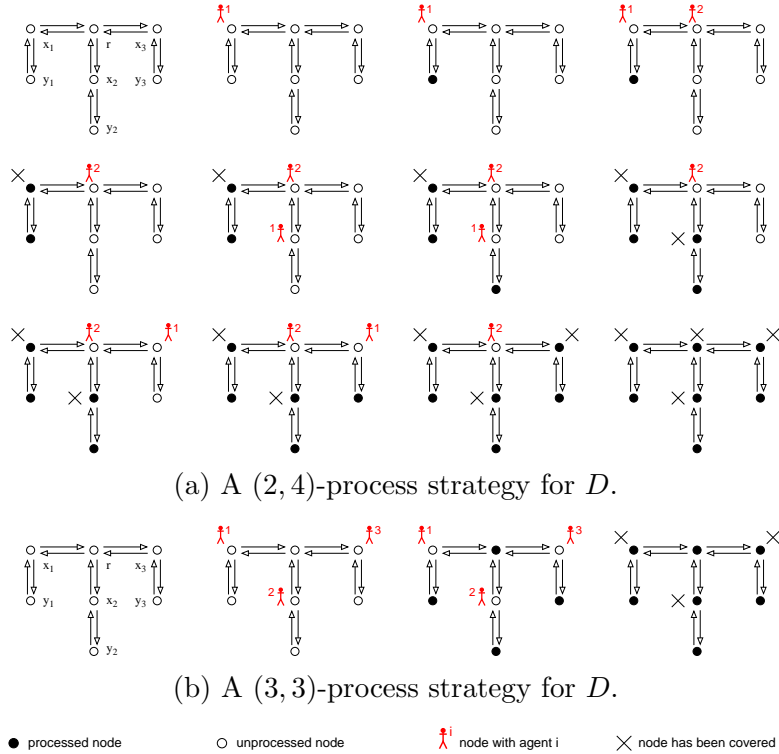 1 1 1 2
x1 r x3
y1 x2 y3
y2
2 2 2 2
1 1
2 1 2 1 2
(a) A (2, 4)-process strategy for D.
1 3 1 3
x1 r x3
y1 x2 y3 2 2
y2
(b) A (3, 3)-process strategy for D.
i
processed node unprocessed node node with agent i node has been covered